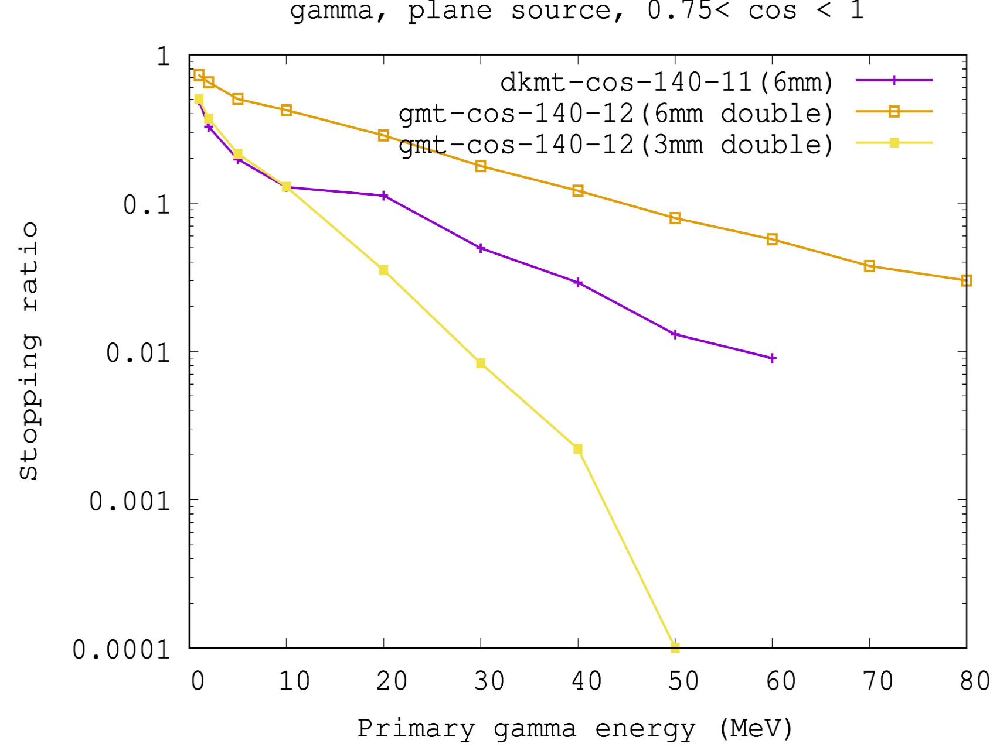 gamma, plane source, 0.75< cos < 1
1
dkmt-cos-140-11(6mm)
gmt-cos-140-12(6mm double)
gmt-cos-140-12(3mm double)
0.1
0.01
0.001
0.0001
Stopping ratio
0 10 20 30 40 50 60 70 80
Primary gamma energy (MeV)